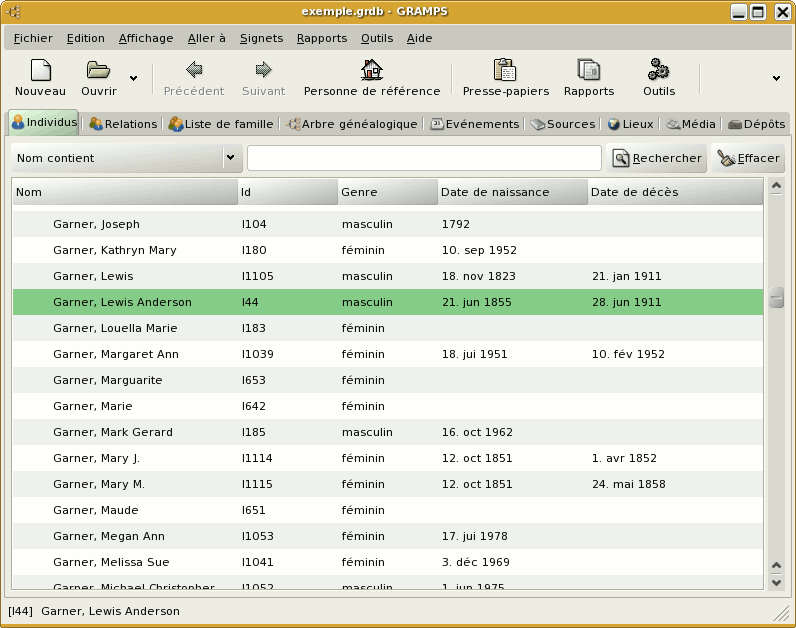 exemple.grdb - GRAMPS
Fichier Edition Affichage Aller à Signets Rapports Outils Aide
Nouveau Ouvrir Précédent Suivant Personne de référence Presse-papiers Rapports Outils
Individus Relations Liste de famille Arbre généalogique Evénements Sources Lieux Média Dépôts
Nom contient Rechercher Effacer
Nom Id Genre Date de naissance Date de décès
Garner, Joseph I104 masculin 1792
Garner, Kathryn Mary I180 féminin 10. sep 1952
Garner, Lewis I1105 masculin 18. nov 1823 21. jan 1911
Garner, Lewis Anderson I44 masculin 21. jun 1855 28. jun 1911
Garner, Louella Marie I183 féminin
Garner, Margaret Ann I1039 féminin 18. jui 1951 10. fév 1952
Garner, Marguarite I653 féminin
Garner, Marie I642 féminin
Garner, Mark Gerard I185 masculin 16. oct 1962
Garner, Mary J. I1114 féminin 12. oct 1851 1. avr 1852
Garner, Mary M. I1115 féminin 12. oct 1851 24. mai 1858
Garner, Maude I651 féminin
Garner, Megan Ann I1053 féminin 17. jui 1978
Garner, Melissa Sue I1041 féminin 3. déc 1969
Garner, Michael Christopher I1052 masculin 1. jun 1975
[I44] Garner, Lewis Anderson